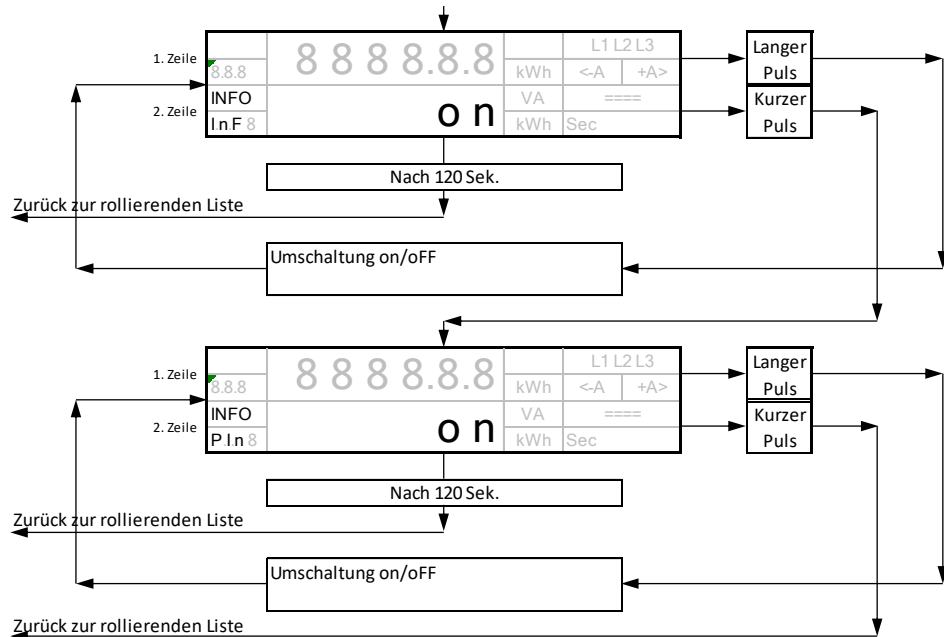 1. Zeile
8.8.8
8 8 8 8.8.8
kWh
L1 L2 L3
<-A
+A>
Langer
Puls
2. Zeile
INFO
I.n.F 8
o n
VA
kWh
====
Sec
Kurzer
Puls
Nach 120 Sek.
Zurück zur rollierenden Liste
Umschaltung on/oFF
1. Zeile
8.8.8
8 8 8 8.8.8
kWh
L1 L2 L3
<-A
+A>
Langer
Puls
2. Zeile
INFO
P.I.n 8
o n
VA
kWh
====
Sec
Kurzer
Puls
Nach 120 Sek.
Zurück zur rollierenden Liste
Umschaltung on/oFF
Zurück zur rollierenden Liste